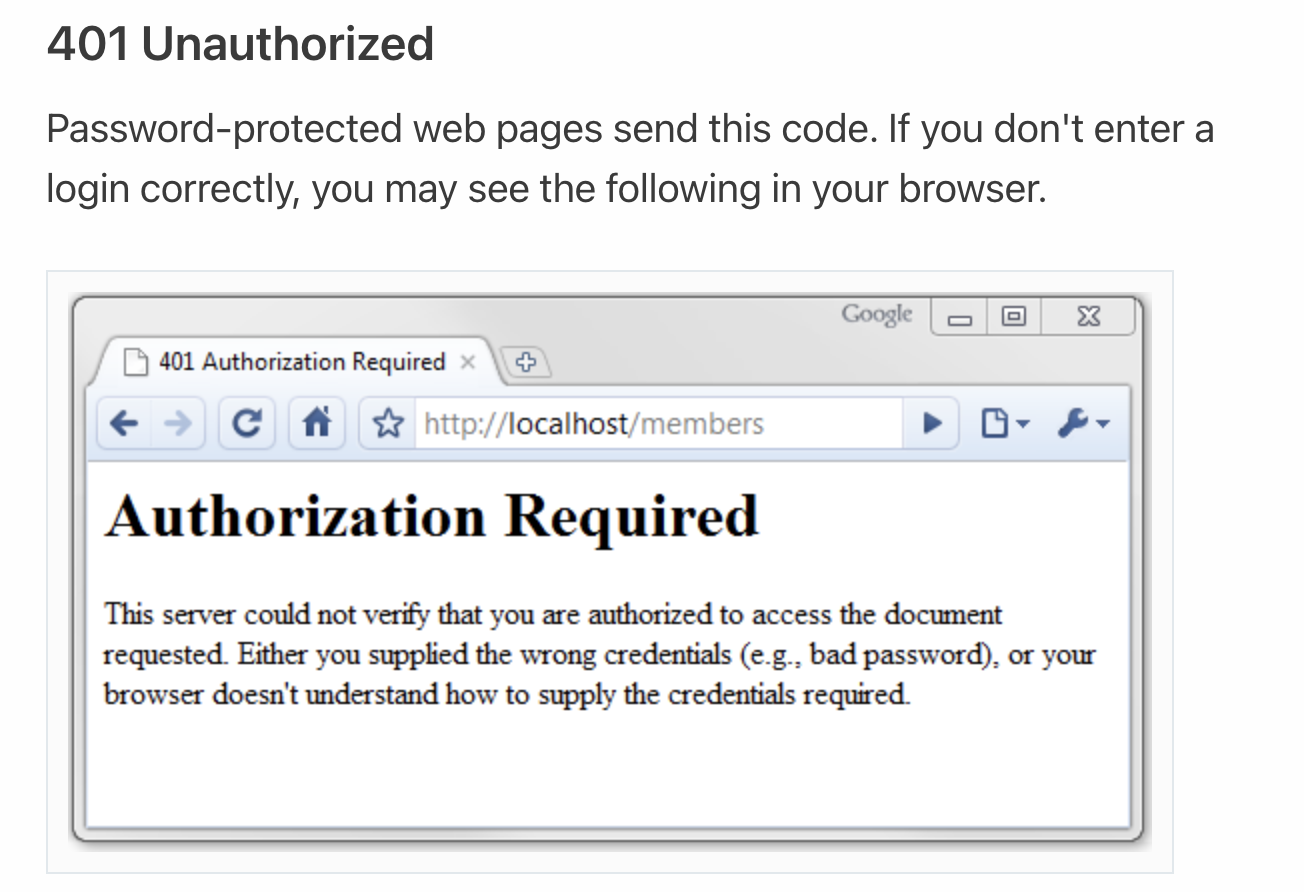 401 Unauthorized
Password-protected web pages send this code. If you don't enter a
login correctly, you may see the following in your browser.
Google
401 Authorization Required
http://localhost/members
Authorization Required
This server could not verify that you are authorized to access the document
requested. Either you supplied the wrong credentials (e.g., bad password), or your
browser doesn't understand how to supply the credentials required.